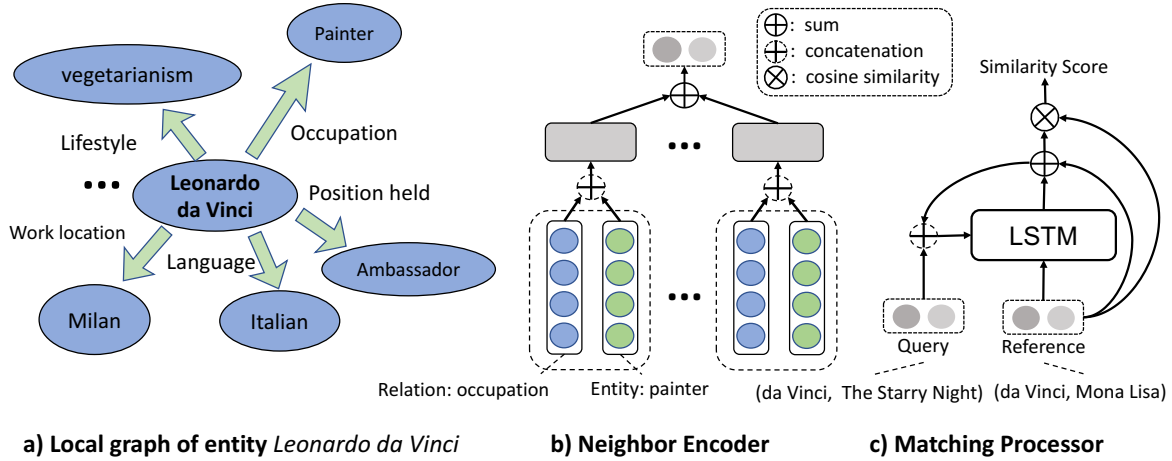 Painter
vegetarianism
Lifestyle
Occupation
Leonardo
da Vinci
Position held
Work location
Language
Ambassador
Milan
Italian
a) Local graph of entity Leonardo da Vinci
: sum
: concatenation
: cosine similarity
Relation: occupation
Entity: painter
b) Neighbor Encoder
Similarity Score
LSTM
Query
Reference
(da Vinci, The Starry Night)
(da Vinci, Mona Lisa)
c) Matching Processor